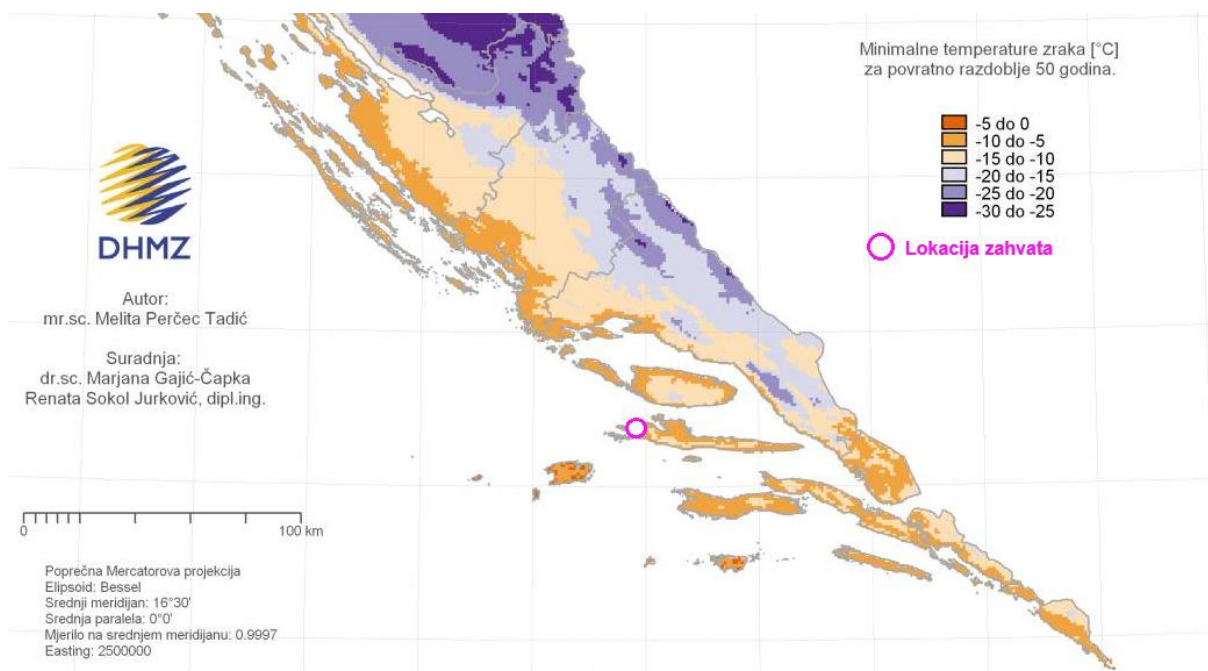 Minimalne temperature zraka [°C]
za povratno razdoblje 50 godina.
-5 do 0
-10 do -5
-15 do -10
-20 do -15
-25 do -20
-30 do -25
Lokacija zahvata
DHMZ
Autor:
mr.sc. Melita Perčec Tadić
Suradnja:
dr.sc. Marjana Gajić-Čapka
Renata Sokol Jurković, dipl.ing.
0 100 km
Poprečna Mercatorova projekcija
Elipsoid: Bessel
Srednji meridijan: 16°30'
Srednja paralela: 0°0'
Mjerilo na srednjem meridijanu: 0.9997
Easting: 2500000